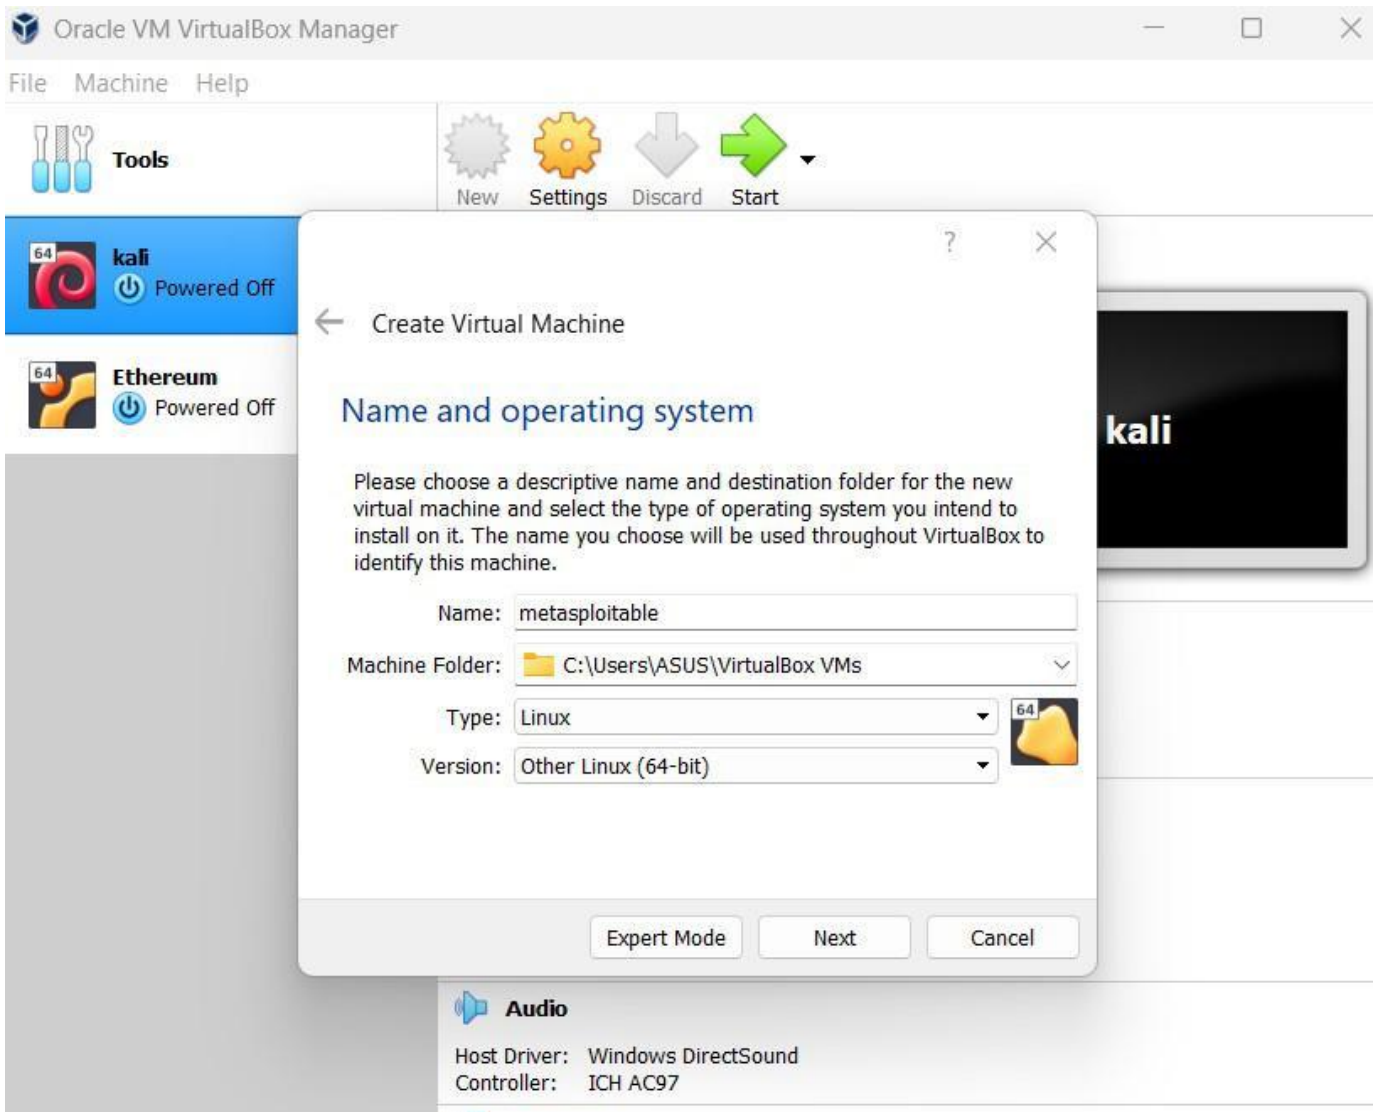 Oracle VM VirtualBox Manager
File Machine Help
Tools
New Settings Discard Start
64
kali
Powered Off
64
Ethereum
Powered Off
?
Create Virtual Machine
Name and operating system
Please choose a descriptive name and destination folder for the new
virtual machine and select the type of operating system you intend to
install on it. The name you choose will be used throughout VirtualBox to
identify this machine.
Name: metasploitable
Machine Folder: C:\Users\ASUS\VirtualBox VMs
Type: Linux
64
Version: Other Linux (64-bit)
Expert Mode Next Cancel
kali
Audio
Host Driver: Windows DirectSound
Controller: ICH AC97